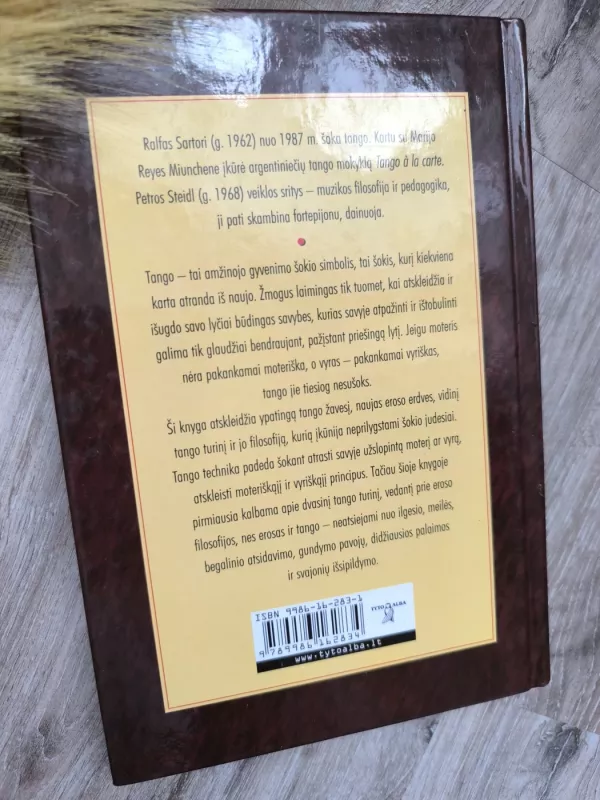 Ralfas Sartori (g. 1962) nuo 1987 m. šoka tango. Kartu su Marija
Reyes Miunchene įkūrė argentiniečių tango mokyklą Tango à la carte.
Petros Steidl (g. 1968) veiklos sritys – muzikos filosofija ir pedagogika,
ji pati skambina fortepijonu, dainuoja.
Tango – tai amžinojo gyvenimo šokio simbolis, tai šokis, kurį kiekviena
karta atranda iš naujo. Žmogus laimingas tik tuomet, kai atskleidžia ir
išugdo savo lyčiai būdingas savybes, kurias savyje atpažinti ir ištobulinti
galima tik glaudžiai bendraujant, pažįstant priešingą lytį. Jeigu moteris
nėra pakankamai moteriška, o vyras – pakankamai vyriškas,
tango jie tiesiog nesušoks.
Ši knyga atskleidžia ypatingą tango žavesį, naujas eroso erdves, vidinį
tango turinį ir jo filosofiją, kurią įkūnija neprilygstami šokio judesiai.
Tango technika padeda šokant atrasti savyje užslopintą moterį ar vyrą,
atskleisti moteriškąjį ir vyriškąjį principus. Tačiau šioje knygoje
pirmiausia kalbama apie dvasinį tango turinį, vedantį prie eroso
filosofijos, nes erosas ir tango – neatsiejami nuo ilgesio, meilės,
begalinio atsidavimo, gundymo pavojų, didžiausios palaimos
ir svajonių išsipildymo.
ISBN 9986-16-283-1
TYTO ALBA
9 789986 162834
www.tytoalba.lt